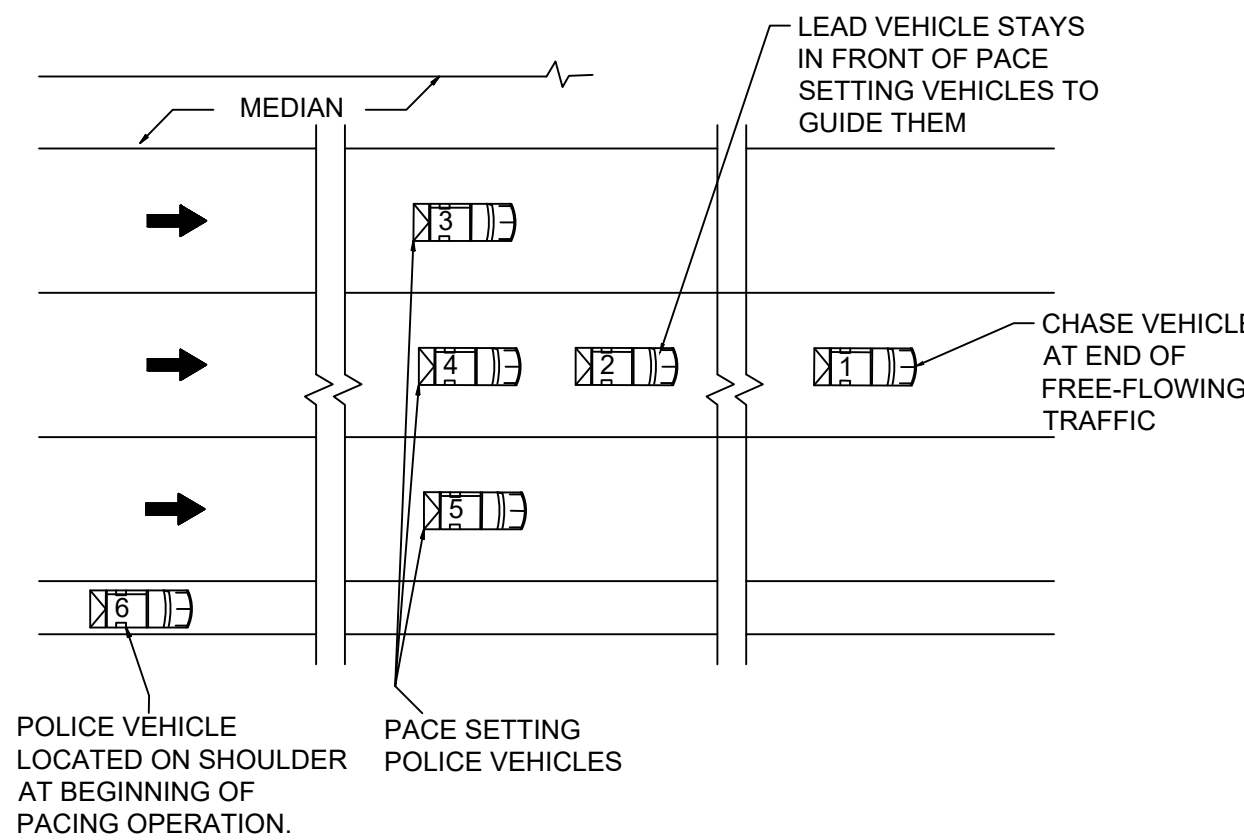 LEAD VEHICLE STAYS
IN FRONT OF PACE
SETTING VEHICLES TO
GUIDE THEM
MEDIAN
3
CHASE VEHICLE
AT END OF
FREE-FLOWING
TRAFFIC
4
2
1
5
6
POLICE VEHICLE
LOCATED ON SHOULDER
AT BEGINNING OF
PACING OPERATION.
PACE SETTING
POLICE VEHICLES